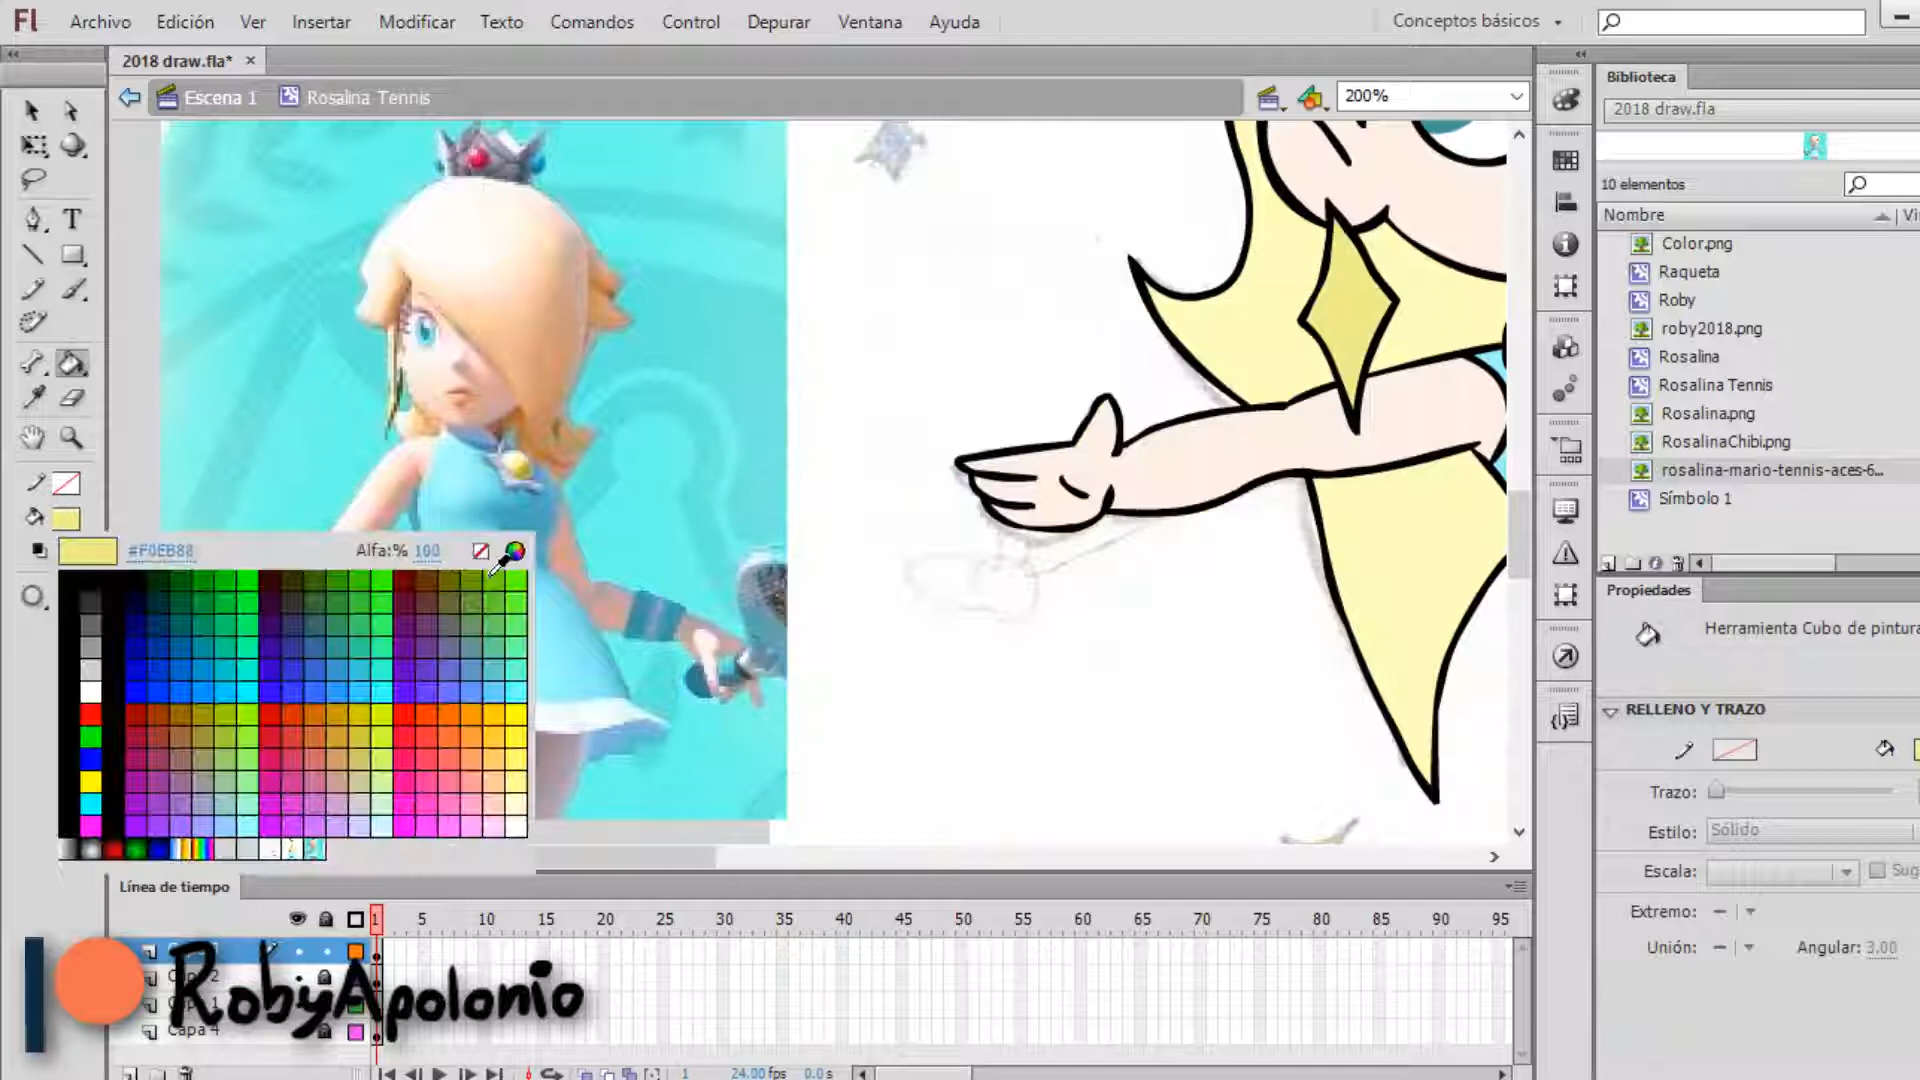 Fl Archivo Edición Ver Insertar Modificar Texto Comandos Control Depurar Ventana Ayuda Conceptos básicos
2018 draw.fla*
Escena 1 Rosalina Tennis 200%
#F0EB88 Alfa:% 100
Biblioteca
2018 draw.fla
10 elementos
Nombre
Color.png
Raqueta
Roby
roby2018.png
Rosalina
Rosalina Tennis
Rosalina.png
RosalinaChibi.png
rosalina-mario-tennis-aces-6...
Símbolo 1
Propiedades
Herramienta Cubo de pintura
RELLENO Y TRAZO
Trazo:
Estilo: Sólido
Escala:
Extremo:
Unión: Angular: 3.00
Línea de tiempo
1 5 10 15 20 25 30 35 40 45 50 55 60 65 70 75 80 85 90 95
Capa 4
RobyApolonio
1 24.00 fps 0.0 s